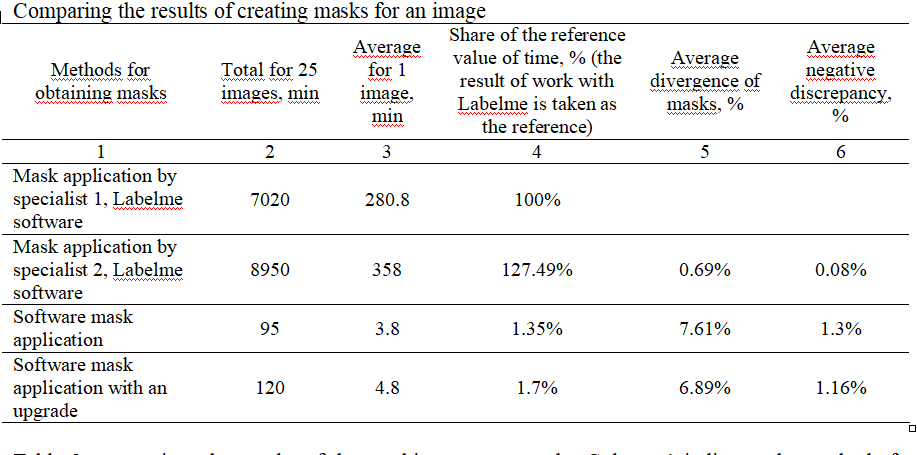 Comparing the results of creating masks for an image
Methods for
obtaining masks
Total for 25
images, min
Average
for 1
image,
min
Share of the reference
value of time, % (the
result of work with
Labelme is taken as
the reference)
Average
divergence of
masks, %
Average
negative
discrepancy,
%
1 2 3 4 5 6
Mask application by
specialist 1, Labelme
software
7020 280.8 100%
Mask application by
specialist 2, Labelme
software
8950 358 127.49% 0.69% 0.08%
Software mask
application
95 3.8 1.35% 7.61% 1.3%
Software mask
application with an
upgrade
120 4.8 1.7% 6.89% 1.16%